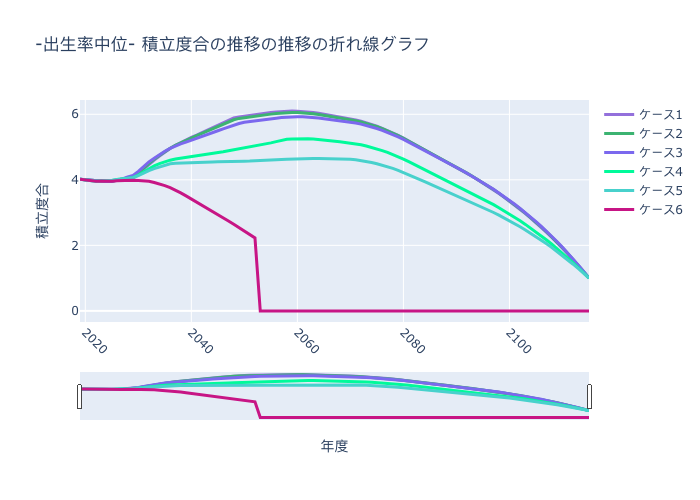 -出生率中位- 積立度合の推移の推移の折れ線グラフ
ケース1
ケース2
ケース3
ケース4
ケース5
ケース6
積立度合
6
4
2
0
2020
2040
2060
2080
2100
年度